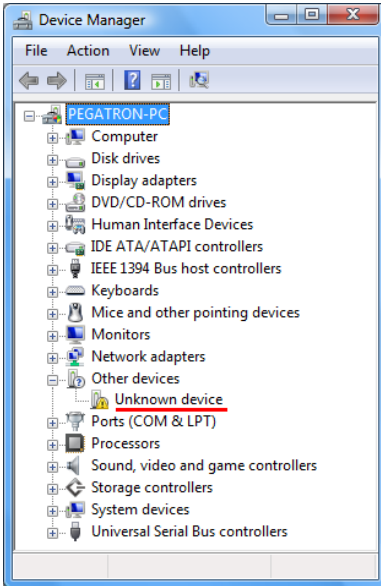 Device Manager
File Action View Help
PEGATRON-PC
Computer
Disk drives
Display adapters
DVD/CD-ROM drives
Human Interface Devices
IDE ATA/ATAPI controllers
IEEE 1394 Bus host controllers
Keyboards
Mice and other pointing devices
Monitors
Network adapters
Other devices
Unknown device
Ports (COM & LPT)
Processors
Sound, video and game controllers
Storage controllers
System devices
Universal Serial Bus controllers